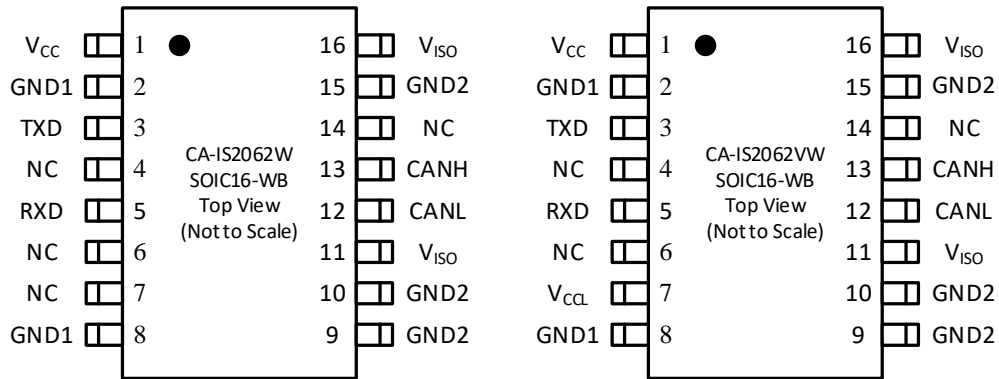 VCC 1 16 VISO
GND1 2 15 GND2
TXD 3 14 NC
NC 4 13 CANH
RXD 5 12 CANL
NC 6 11 VISO
NC 7 10 GND2
GND1 8 9 GND2
CA-IS2062W
SOIC16-WB
Top View
(Not to Scale)
VCC 1 16 VISO
GND1 2 15 GND2
TXD 3 14 NC
NC 4 13 CANH
RXD 5 12 CANL
NC 6 11 VISO
VCCL 7 10 GND2
GND1 8 9 GND2
CA-IS2062VW
SOIC16-WB
Top View
(Not to Scale)